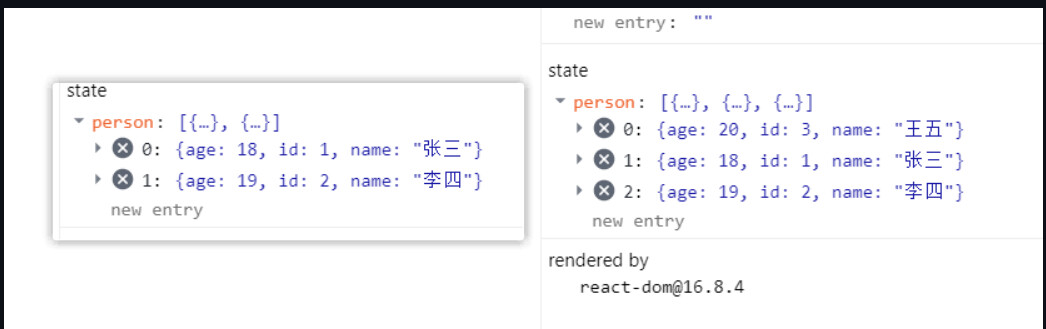 state
person: [{…}, {…}]
0: {age: 18, id: 1, name: "张三"}
1: {age: 19, id: 2, name: "李四"}
new entry
new entry: ""
state
person: [{…}, {…}, {…}]
0: {age: 20, id: 3, name: "王五"}
1: {age: 18, id: 1, name: "张三"}
2: {age: 19, id: 2, name: "李四"}
new entry
rendered by
react-dom@16.8.4